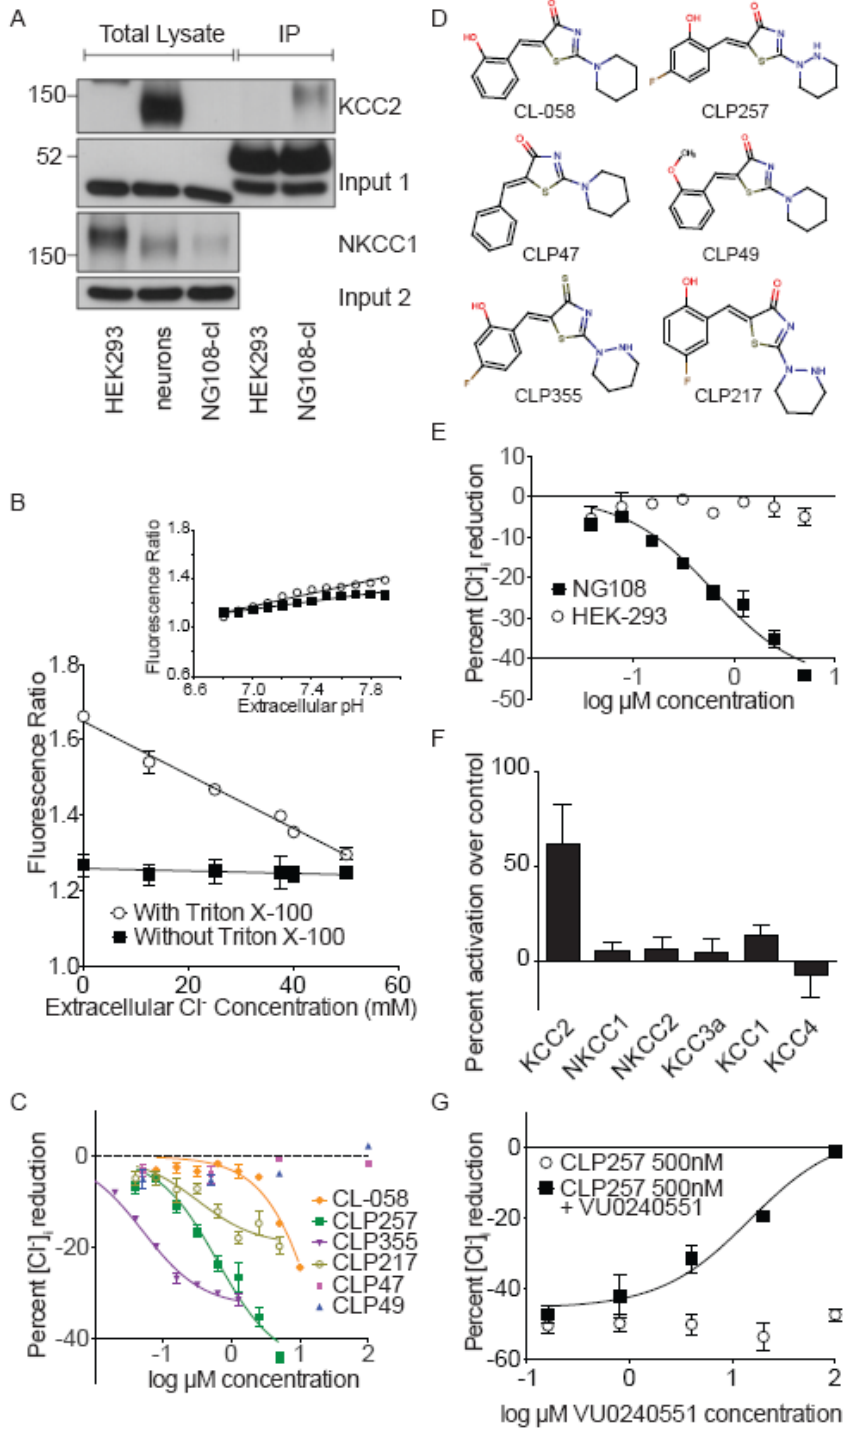 A
Total Lysate
IP
150
KCC2
52
Input 1
150
NKCC1
Input 2
HEK293
neurons
NG108-cl
HEK293
NG108-cl
B
Fluorescence Ratio
1.8
1.4
1.0
0.6
6.6
7.0
7.4
7.8
Extracellular pH
Fluorescence Ratio
1.8
1.6
1.4
1.2
1.0
With Triton X-100
Without Triton X-100
0
20
40
60
Extracellular Cl⁻ Concentration (mM)
C
Percent [Cl⁻]i reduction
0
-20
-40
CL-058
CLP257
CLP355
CLP217
CLP47
CLP49
-1
0
1
2
log µM concentration
D
HO
O
N
S
N
CL-058
OH
O
F
N
S
H
N
N
CLP257
O
N
S
N
CLP47
CH₃
O
O
N
S
N
CLP49
HO
S
N
S
F
N
NH
CLP355
OH
O
N
S
F
N
NH
CLP217
E
Percent [Cl⁻]i reduction
10
0
-10
-20
-30
-40
-50
NG108
HEK-293
-1
0
1
log µM concentration
F
Percent activation over control
100
50
0
KCC2
NKCC1
NKCC2
KCC3a
KCC1
KCC4
G
Percent [Cl⁻]i reduction
0
-20
-40
-60
CLP257 500nM
CLP257 500nM
+ VU0240551
-1
0
1
2
log µM VU0240551 concentration